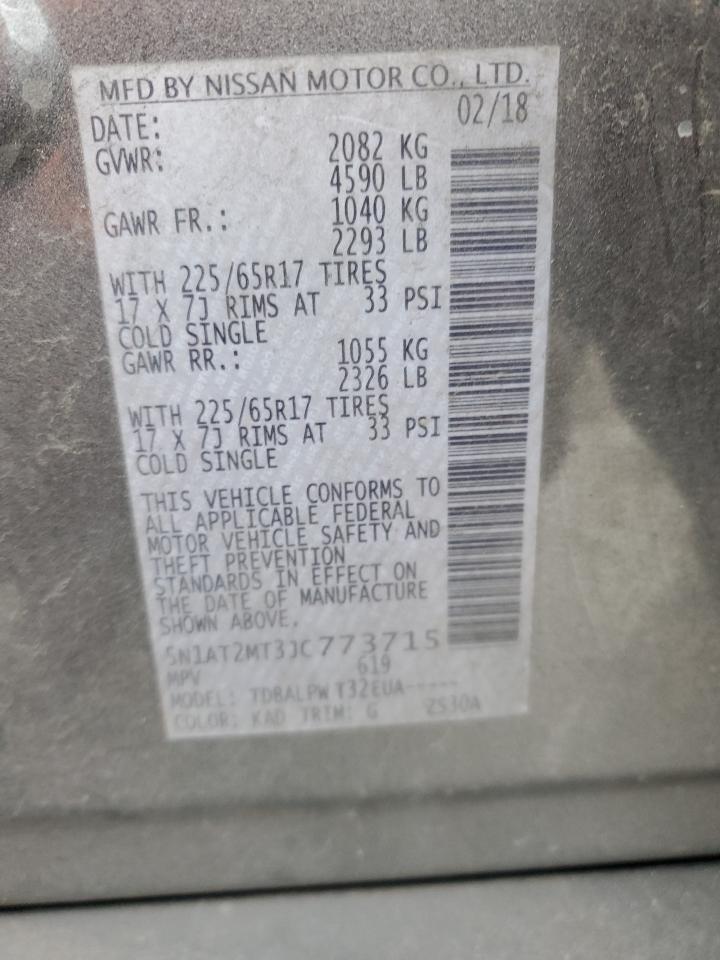 MFD BY NISSAN MOTOR CO., LTD.
DATE: 02/18
GVWR: 2082 KG
4590 LB
GAWR FR.: 1040 KG
2293 LB
WITH 225/65R17 TIRES
17 X 7J RIMS AT 33 PSI
COLD SINGLE
GAWR RR.: 1055 KG
2326 LB
WITH 225/65R17 TIRES
17 X 7J RIMS AT 33 PSI
COLD SINGLE
THIS VEHICLE CONFORMS TO
ALL APPLICABLE FEDERAL
MOTOR VEHICLE SAFETY AND
THEFT PREVENTION
STANDARDS IN EFFECT ON
THE DATE OF MANUFACTURE
SHOWN ABOVE.
5N1AT2MT3JC773715
MPV 619
MODEL: TDBALPW T32EUA-----
COLOR: KAD TRIM: G ZS30A